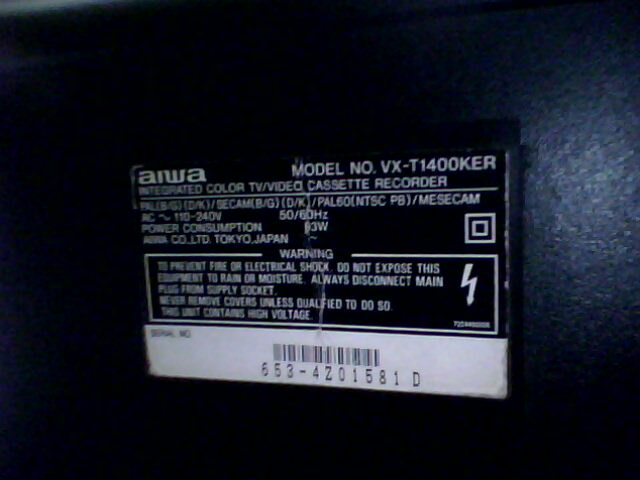 aiwa MODEL NO. VX-T1400KER
INTEGRATED COLOR TV/VIDEO CASSETTE RECORDER
PAL(B/G)(D/K)/SECAM(B/G)(D/K)/PAL60(NTSC PB)/MESECAM
AC ~ 110-240V 50/60Hz
POWER CONSUMPTION 93W
AIWA CO.,LTD. TOKYO,JAPAN
WARNING
TO PREVENT FIRE OR ELECTRICAL SHOCK, DO NOT EXPOSE THIS
EQUIPMENT TO RAIN OR MOISTURE. ALWAYS DISCONNECT MAIN
PLUG FROM SUPPLY SOCKET.
NEVER REMOVE COVERS UNLESS QUALIFIED TO DO SO.
THIS UNIT CONTAINS HIGH VOLTAGE.
SERIAL NO.
653-4Z01581 D